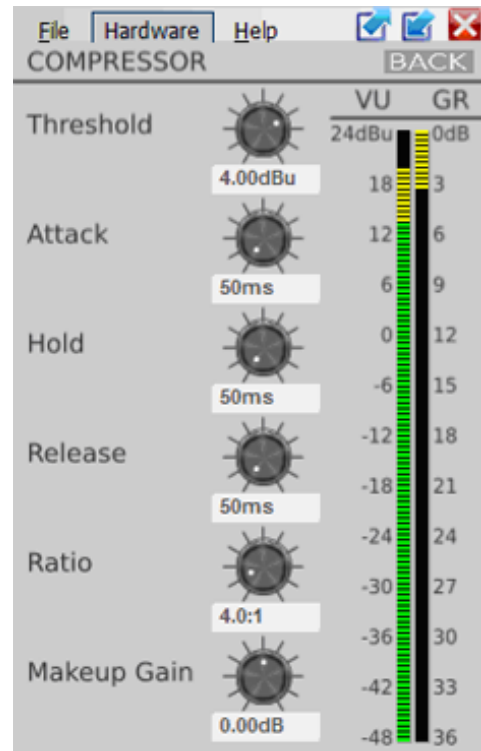 File Hardware Help
COMPRESSOR BACK
VU GR
Threshold
24dBu 0dB
4.00dBu
18 3
Attack
12 6
50ms
6 9
Hold
0 12
50ms
-6 15
Release
-12 18
50ms
-18 21
Ratio
-24 24
4.0:1
-30 27
-36 30
Makeup Gain
-42 33
0.00dB
-48 36